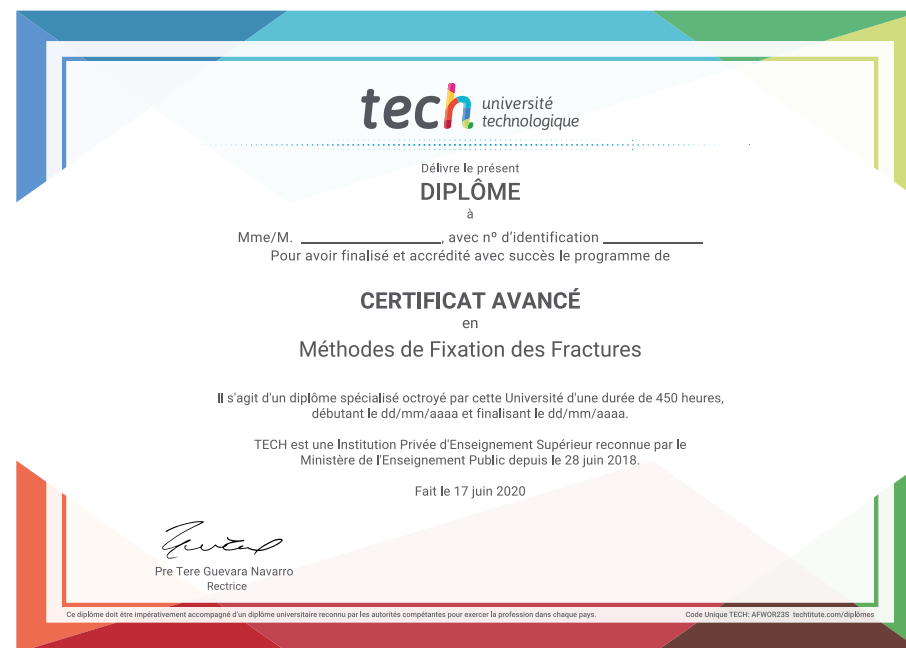 tech université
technologique
Délivre le présent
DIPLÔME
à
Mme/M. ____________________, avec nº d'identification ______________
Pour avoir finalisé et accrédité avec succès le programme de
CERTIFICAT AVANCÉ
en
Méthodes de Fixation des Fractures
Il s'agit d'un diplôme spécialisé octroyé par cette Université d'une durée de 450 heures,
débutant le dd/mm/aaaa et finalisant le dd/mm/aaaa.
TECH est une Institution Privée d'Enseignement Supérieur reconnue par le
Ministère de l'Enseignement Public depuis le 28 juin 2018.
Fait le 17 juin 2020
Pre Tere Guevara Navarro
Rectrice
Ce diplôme doit être impérativement accompagné d'un diplôme universitaire reconnu par les autorités compétantes pour exercer la profession dans chaque pays.
Code Unique TECH: AFWOR23S techtitute.com/diplômes